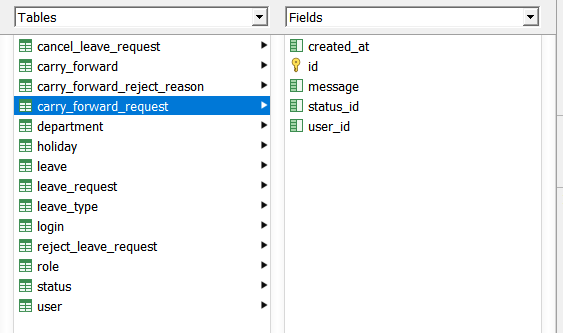 Tables
cancel_leave_request
carry_forward
carry_forward_reject_reason
carry_forward_request
department
holiday
leave
leave_request
leave_type
login
reject_leave_request
role
status
user
Fields
created_at
id
message
status_id
user_id